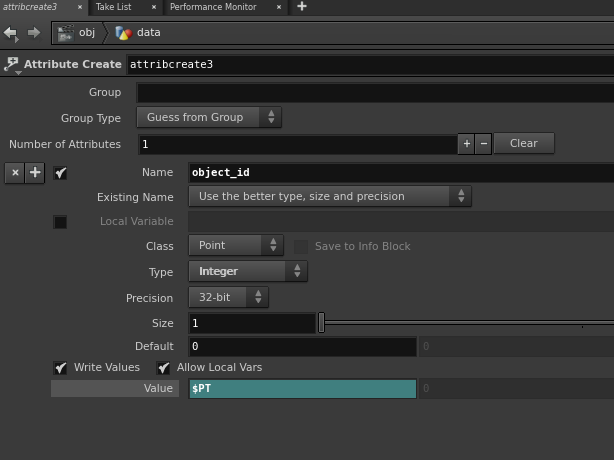 attribcreate3 × Take List × Performance Monitor × +
obj data
Attribute Create attribcreate3
Group
Group Type Guess from Group
Number of Attributes 1 + − Clear
× + Name object_id
Existing Name Use the better type, size and precision
Local Variable
Class Point Save to Info Block
Type Integer
Precision 32-bit
Size 1
Default 0 0
Write Values Allow Local Vars
Value $PT 0